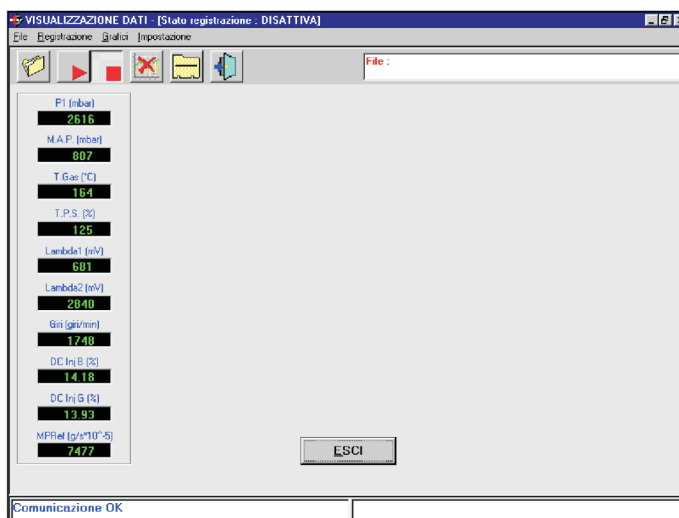 VISUALIZZAZIONE DATI - [Stato registrazione : DISATTIVA]
File Registrazione Grafici Impostazione
File :
P1 (mbar)
2616
M.A.P. (mbar)
807
T.Gas (°C)
164
T.P.S. (%)
125
Lambda1 (mV)
681
Lambda2 (mV)
2840
Giri (giri/min)
1748
DC Inj B (%)
14.18
DC Inj G (%)
13.93
MPRef (g/s*10^-5)
7477
ESCI
Comunicazione OK